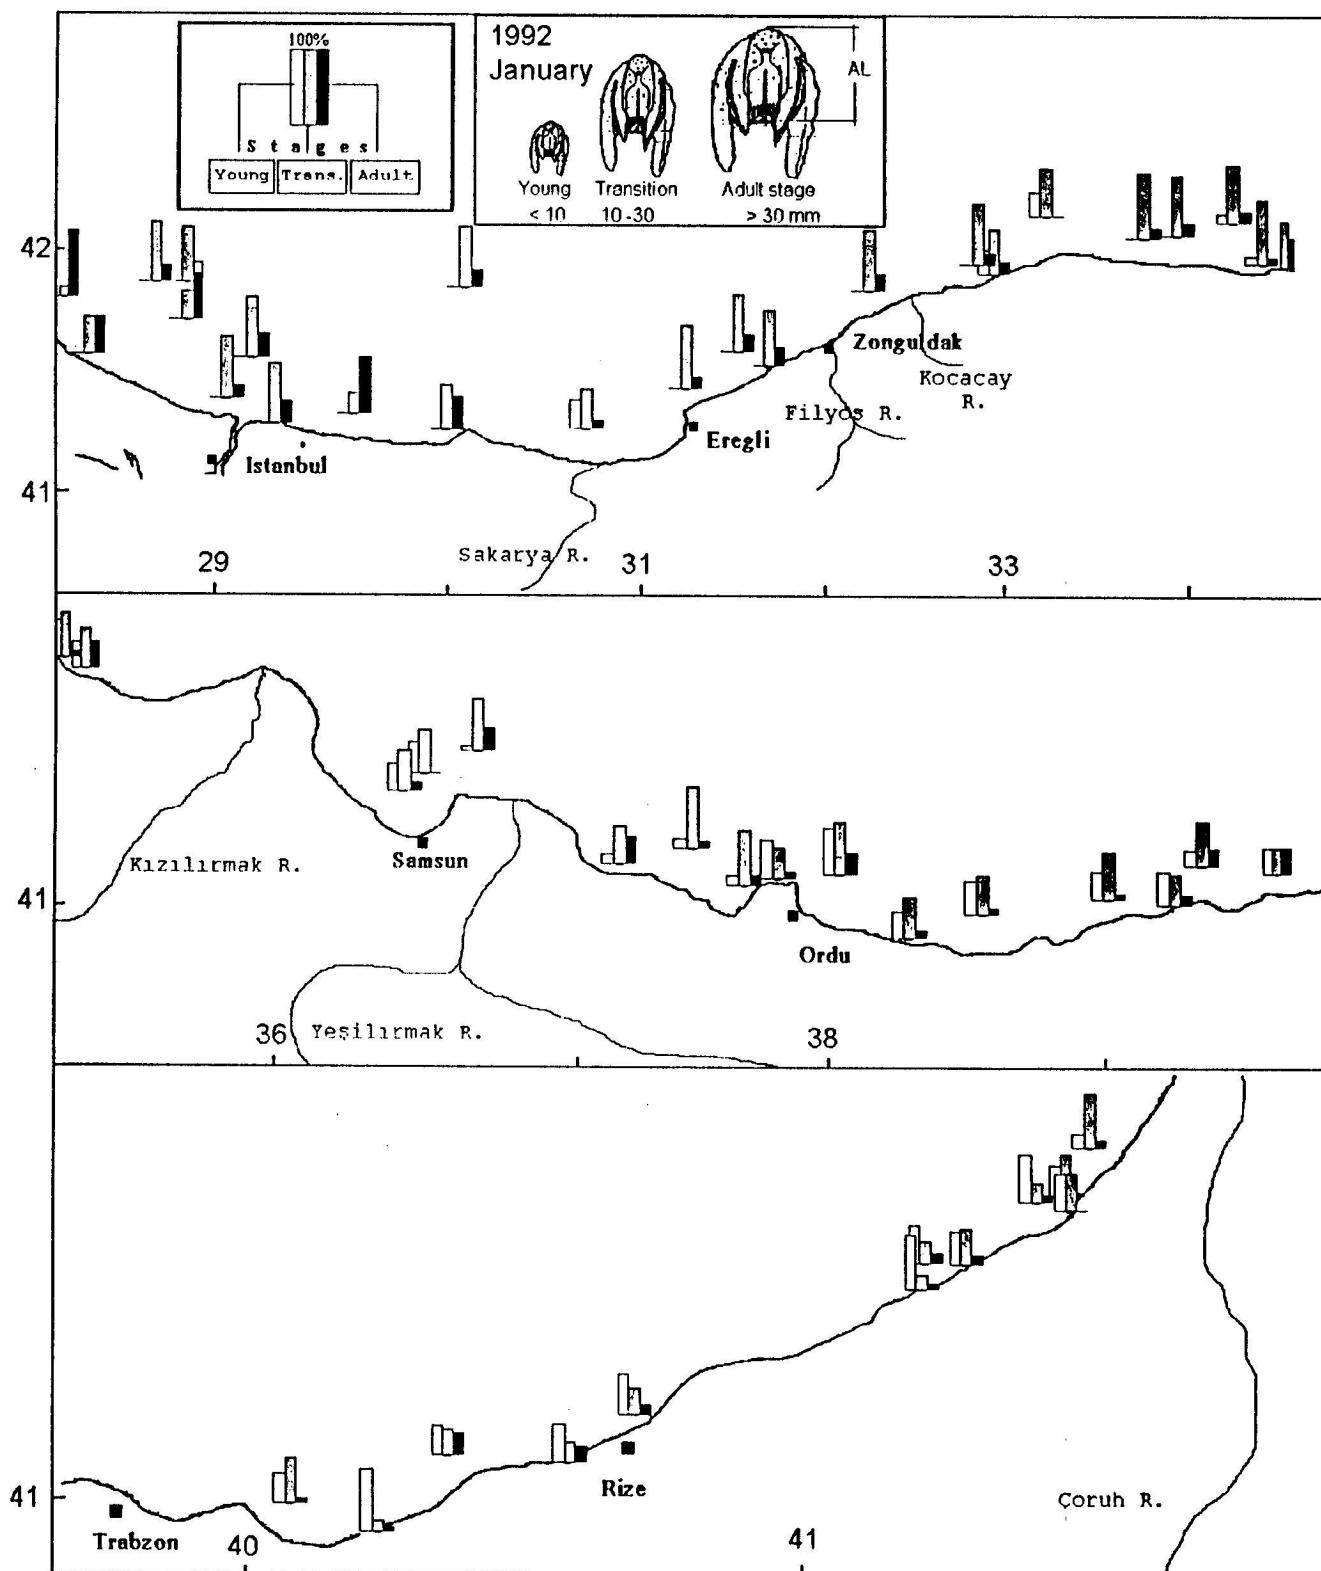 100%
S t a g e s
Young Trans. Adult
1992
January
AL
Young Transition Adult stage
< 10 10-30 > 30 mm
42
Zonguldak
Kocacay
R.
Filyos R.
Eregli
Istanbul
41
Sakarya R.
29 31 33
Samsun
Kızılırmak R.
41
Ordu
36 Yeşilırmak R. 38
Rize
41
Çoruh R.
Trabzon
40 41